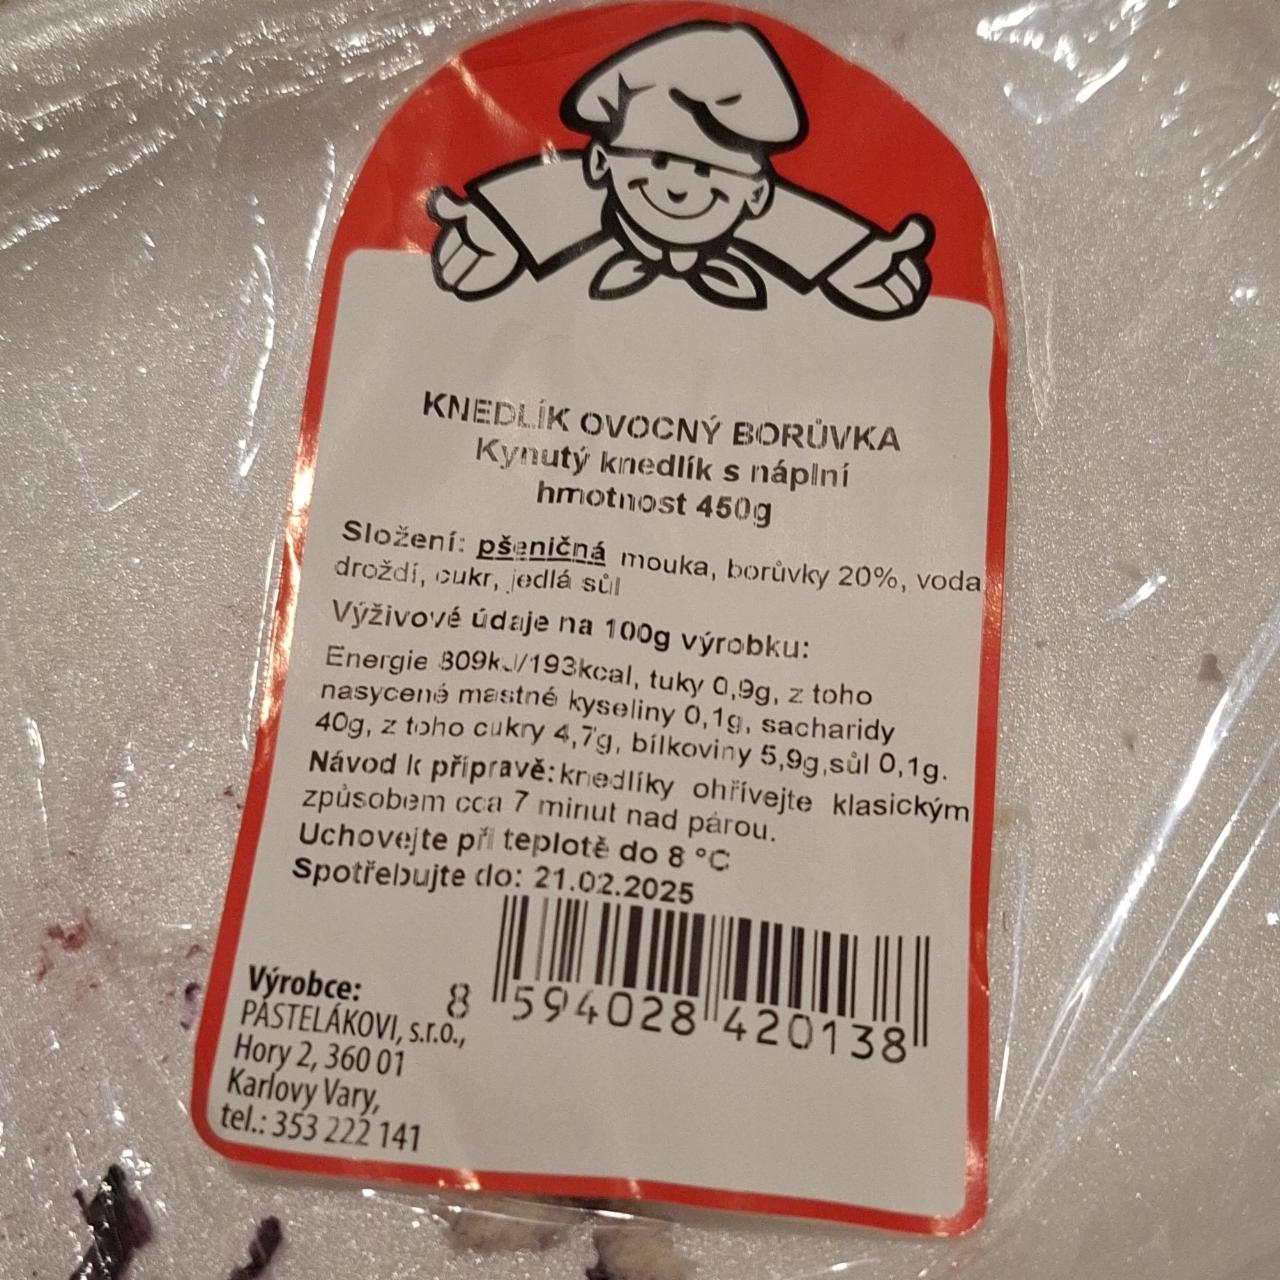 KNEDLÍK OVOCNÝ BORŮVKA
Kynutý knedlík s náplní
hmotnost 450g
Složení: pšeničná mouka, borůvky 20%, voda
droždí, cukr, jedlá sůl
Výživové údaje na 100g výrobku:
Energie 809kJ/193kcal, tuky 0,9g, z toho
nasycené mastné kyseliny 0,1g, sacharidy
40g, z toho cukry 4,7g, bílkoviny 5,9g,sůl 0,1g.
Návod k přípravě:knedlíky ohřívejte klasickým
způsobem cca 7 minut nad párou.
Uchovejte při teplotě do 8 °C
Spotřebujte do: 21.02.2025
8 594028 420138
Výrobce:
PÁSTELÁKOVI, s.r.o.,
Hory 2, 360 01
Karlovy Vary,
tel.: 353 222 141